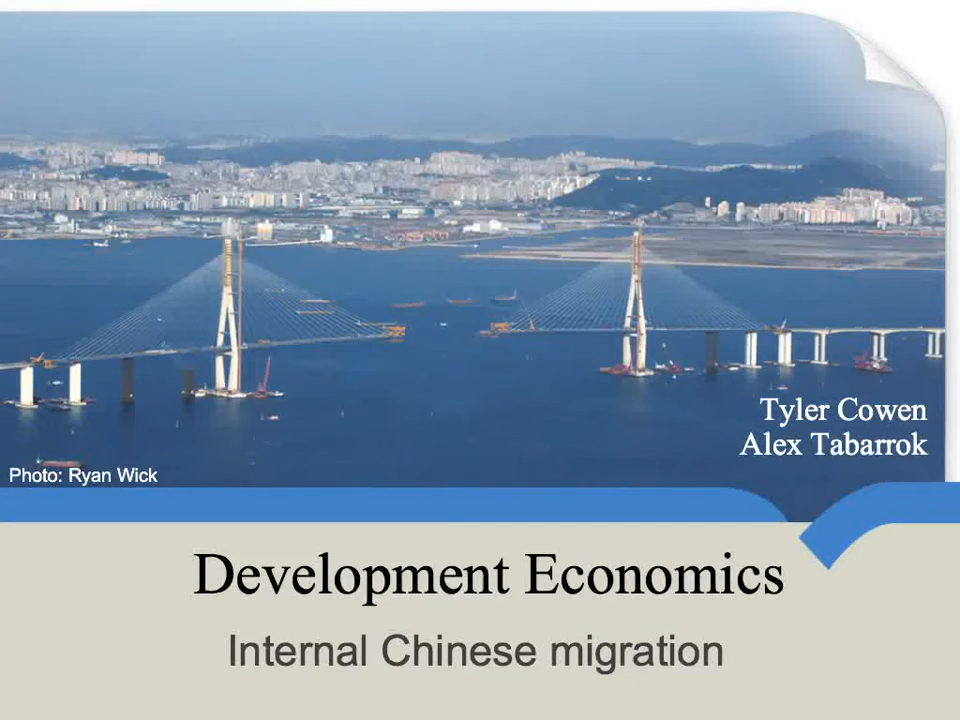 Tyler Cowen
Alex Tabarrok
Photo: Ryan Wick
Development Economics
Internal Chinese migration